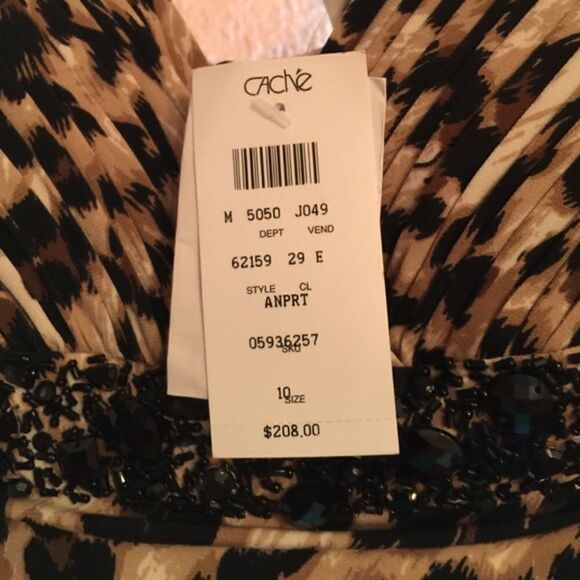 CACHÉ
M 5050 J049
DEPT VEND
62159 29 E
STYLE CL
ANPRT
05936257
SKU
10
SIZE
$208.00